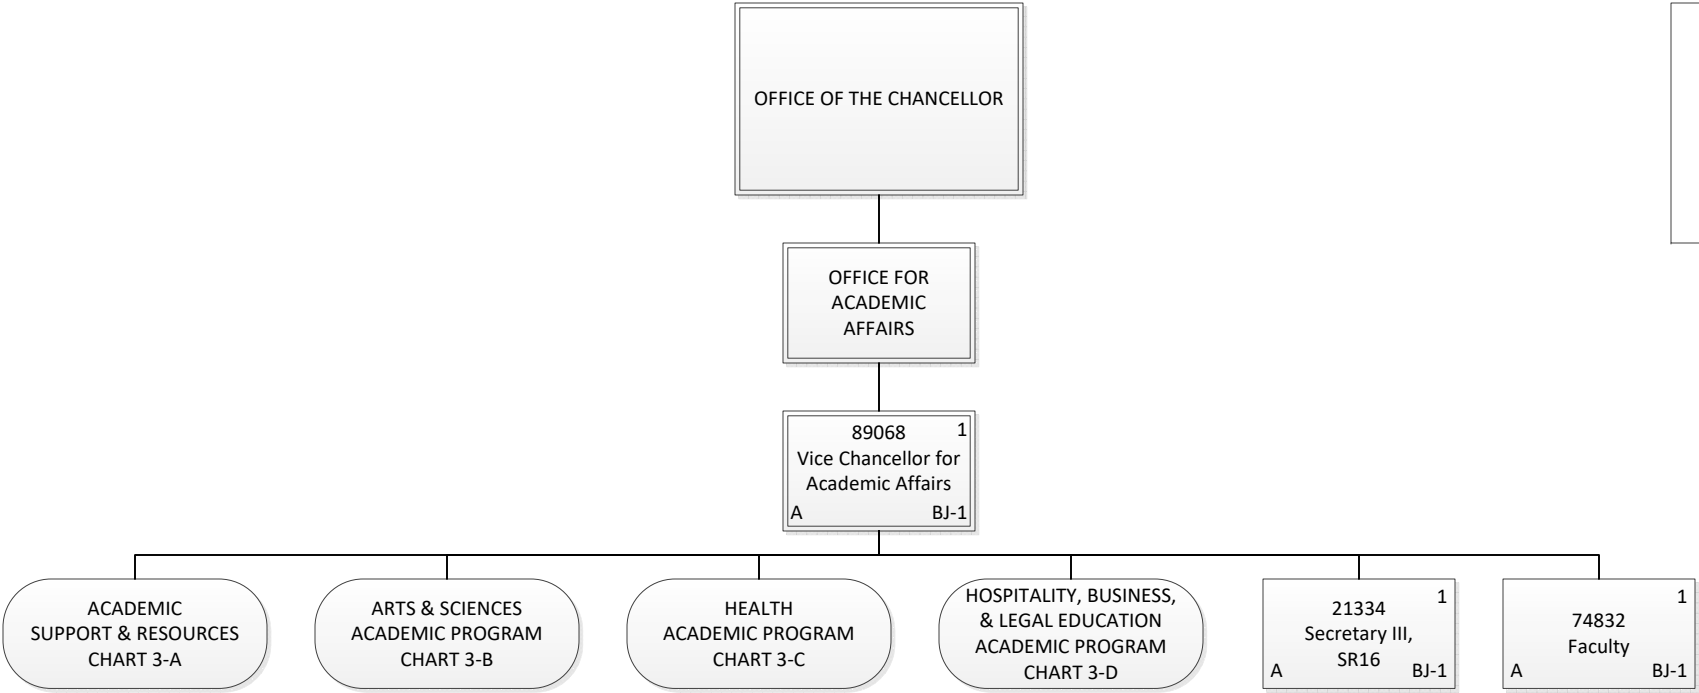 OFFICE OF THE CHANCELLOR
OFFICE FOR
ACADEMIC
AFFAIRS
89068 1
Vice Chancellor for
Academic Affairs
A BJ-1
ACADEMIC
SUPPORT & RESOURCES
CHART 3-A
ARTS & SCIENCES
ACADEMIC PROGRAM
CHART 3-B
HEALTH
ACADEMIC PROGRAM
CHART 3-C
HOSPITALITY, BUSINESS,
& LEGAL EDUCATION
ACADEMIC PROGRAM
CHART 3-D
21334 1
Secretary III,
SR16
A BJ-1
1
74832
Faculty
A BJ-1